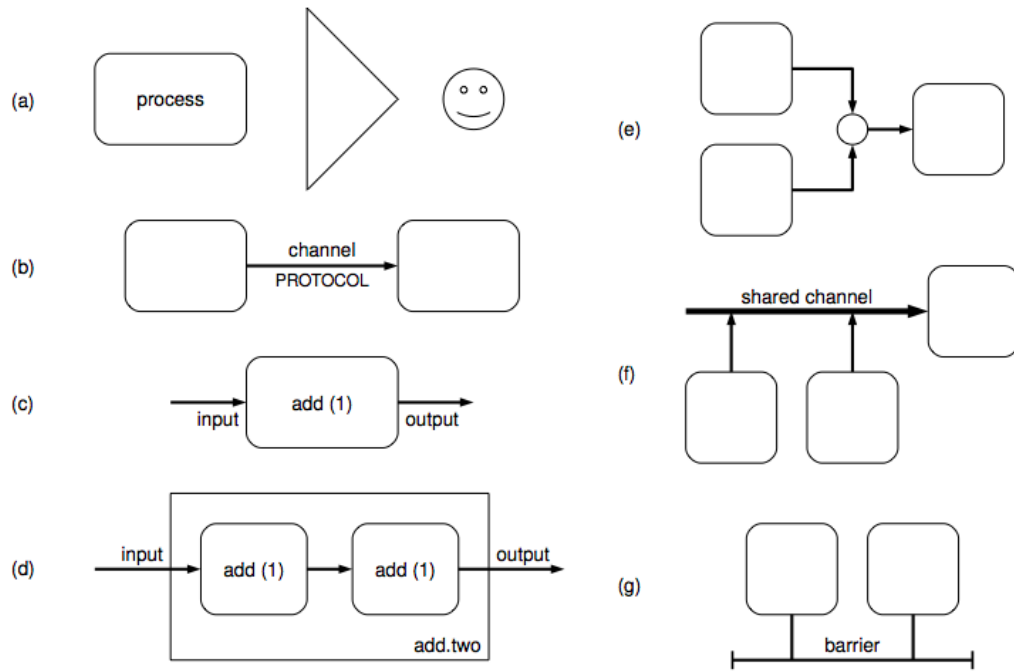 (a)
process
(b)
channel
PROTOCOL
(c)
input
add (1)
output
(d)
input
add (1)
add (1)
output
add.two
(e)
(f)
shared channel
(g)
barrier